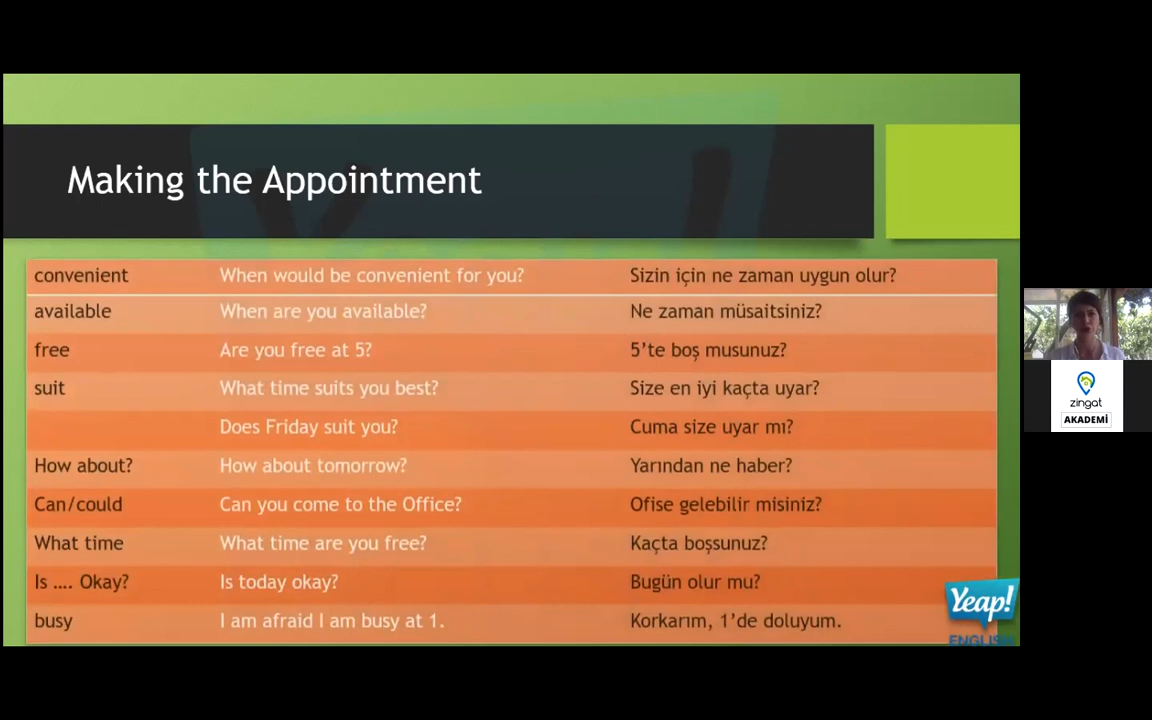 Making the Appointment
convenient When would be convenient for you? Sizin için ne zaman uygun olur?
available When are you available? Ne zaman müsaitsiniz?
free Are you free at 5? 5'te boş musunuz?
suit What time suits you best? Size en iyi kaçta uyar?
Does Friday suit you? Cuma size uyar mı?
How about? How about tomorrow? Yarından ne haber?
Can/could Can you come to the Office? Ofise gelebilir misiniz?
What time What time are you free? Kaçta boşsunuz?
Is .... Okay? Is today okay? Bugün olur mu?
busy I am afraid I am busy at 1. Korkarım, 1'de doluyum.
Yeap!
ENGLISH
zingat
AKADEMİ